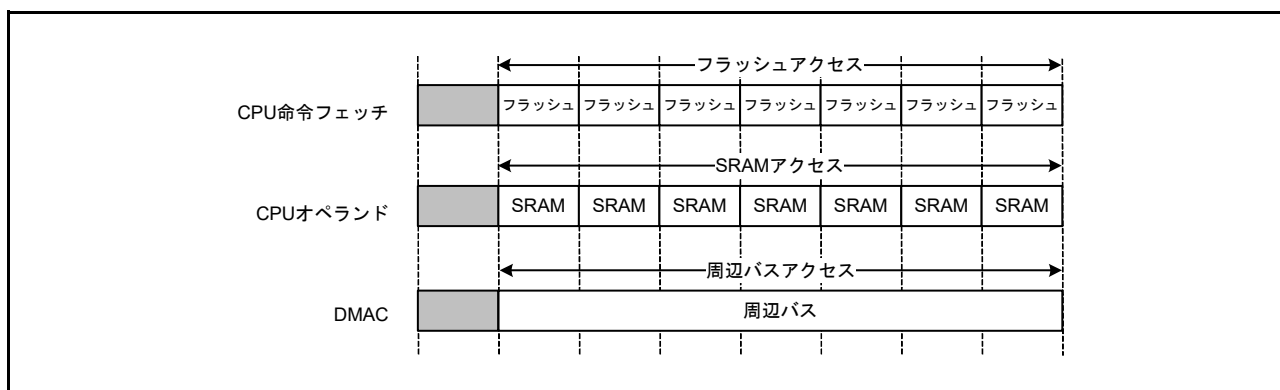 フラッシュアクセス
CPU命令フェッチ フラッシュ フラッシュ フラッシュ フラッシュ フラッシュ フラッシュ フラッシュ
SRAMアクセス
CPUオペランド SRAM SRAM SRAM SRAM SRAM SRAM SRAM
周辺バスアクセス
DMAC 周辺バス